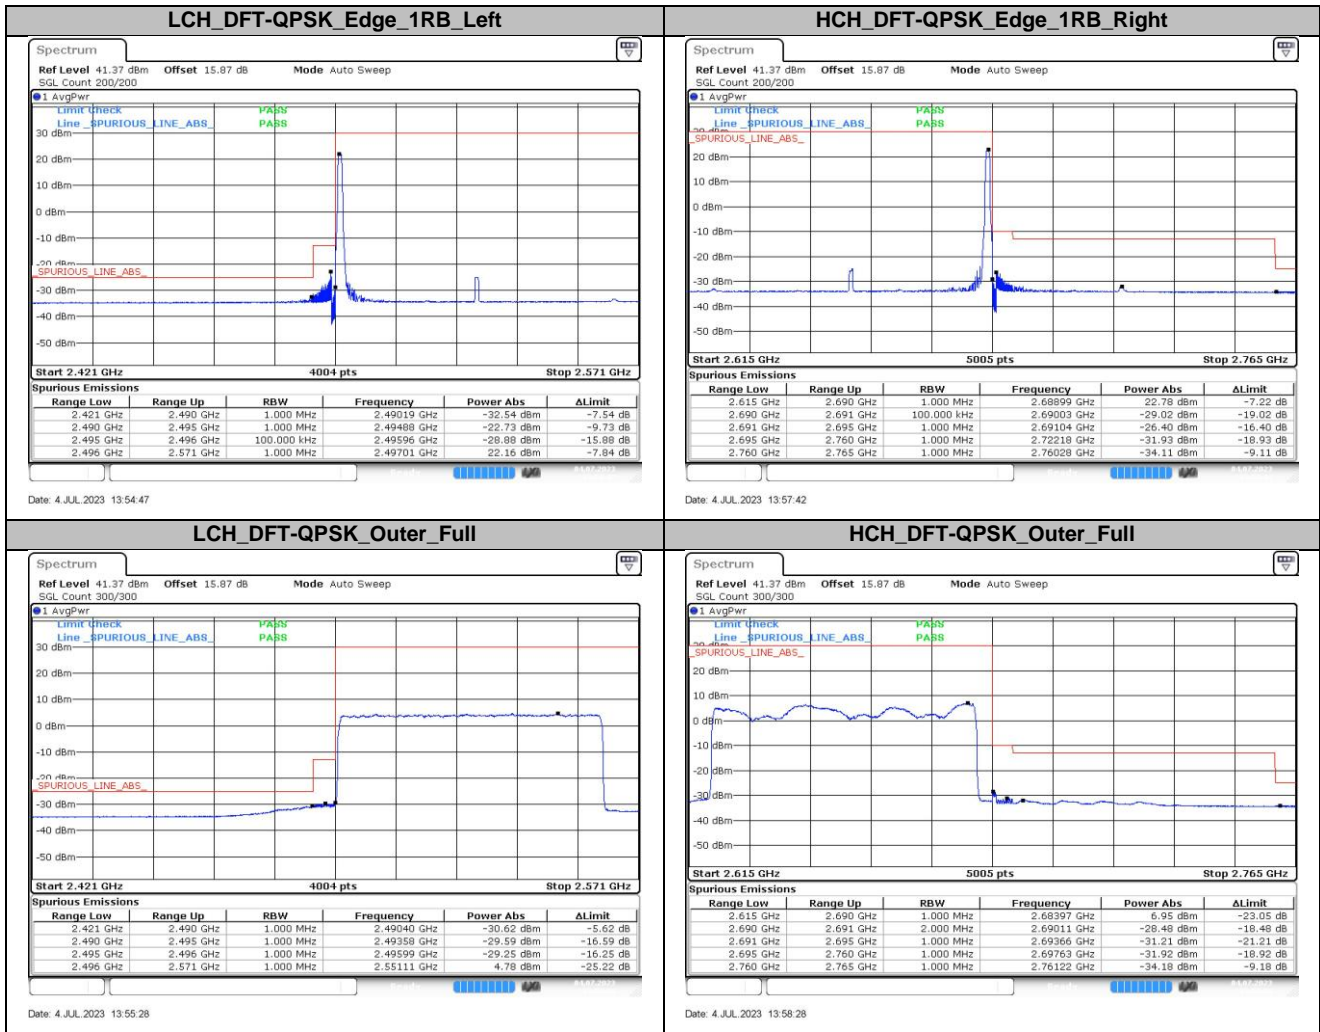 LCH_DFT-QPSK_Edge_1RB_Left
Spectrum
Ref Level 41.37 dBm Offset 15.87 dB Mode Auto Sweep
SGL Count 200/200
1 AvgPwr
Limit Check PASS
Line _SPURIOUS_LINE_ABS_ PASS
30 dBm
20 dBm
10 dBm
0 dBm
-10 dBm
-20 dBm
_SPURIOUS_LINE_ABS_
-30 dBm
-40 dBm
-50 dBm
Start 2.421 GHz 4004 pts Stop 2.571 GHz
Spurious Emissions
Range Low Range Up RBW Frequency Power Abs ΔLimit
2.421 GHz 2.490 GHz 1.000 MHz 2.49019 GHz -32.54 dBm -7.54 dB
2.490 GHz 2.495 GHz 1.000 MHz 2.49488 GHz -22.73 dBm -9.73 dB
2.495 GHz 2.496 GHz 100.000 kHz 2.49596 GHz -28.88 dBm -15.88 dB
2.496 GHz 2.571 GHz 1.000 MHz 2.49701 GHz 22.16 dBm -7.84 dB
Date: 4.JUL.2023 13:54:47
HCH_DFT-QPSK_Edge_1RB_Right
Spectrum
Ref Level 41.37 dBm Offset 15.87 dB Mode Auto Sweep
SGL Count 200/200
1 AvgPwr
Limit Check PASS
Line _SPURIOUS_LINE_ABS_ PASS
30 dBm
_SPURIOUS_LINE_ABS_
20 dBm
10 dBm
0 dBm
-10 dBm
-20 dBm
-30 dBm
-40 dBm
-50 dBm
Start 2.615 GHz 5005 pts Stop 2.765 GHz
Spurious Emissions
Range Low Range Up RBW Frequency Power Abs ΔLimit
2.615 GHz 2.690 GHz 1.000 MHz 2.68899 GHz 22.78 dBm -7.22 dB
2.690 GHz 2.691 GHz 100.000 kHz 2.69003 GHz -29.02 dBm -19.02 dB
2.691 GHz 2.695 GHz 1.000 MHz 2.69104 GHz -26.40 dBm -16.40 dB
2.695 GHz 2.760 GHz 1.000 MHz 2.72218 GHz -31.93 dBm -18.93 dB
2.760 GHz 2.765 GHz 1.000 MHz 2.76028 GHz -34.11 dBm -9.11 dB
Date: 4.JUL.2023 13:57:42
LCH_DFT-QPSK_Outer_Full
Spectrum
Ref Level 41.37 dBm Offset 15.87 dB Mode Auto Sweep
SGL Count 300/300
1 AvgPwr
Limit Check PASS
Line _SPURIOUS_LINE_ABS_ PASS
30 dBm
20 dBm
10 dBm
0 dBm
-10 dBm
-20 dBm
_SPURIOUS_LINE_ABS_
-30 dBm
-40 dBm
-50 dBm
Start 2.421 GHz 4004 pts Stop 2.571 GHz
Spurious Emissions
Range Low Range Up RBW Frequency Power Abs ΔLimit
2.421 GHz 2.490 GHz 1.000 MHz 2.49040 GHz -30.62 dBm -5.62 dB
2.490 GHz 2.495 GHz 1.000 MHz 2.49358 GHz -29.59 dBm -16.59 dB
2.495 GHz 2.496 GHz 1.000 MHz 2.49599 GHz -29.25 dBm -16.25 dB
2.496 GHz 2.571 GHz 1.000 MHz 2.55111 GHz 4.78 dBm -25.22 dB
Date: 4.JUL.2023 13:55:28
HCH_DFT-QPSK_Outer_Full
Spectrum
Ref Level 41.37 dBm Offset 15.87 dB Mode Auto Sweep
SGL Count 300/300
1 AvgPwr
Limit Check PASS
Line _SPURIOUS_LINE_ABS_ PASS
30 dBm
_SPURIOUS_LINE_ABS_
20 dBm
10 dBm
0 dBm
-10 dBm
-20 dBm
-30 dBm
-40 dBm
-50 dBm
Start 2.615 GHz 5005 pts Stop 2.765 GHz
Spurious Emissions
Range Low Range Up RBW Frequency Power Abs ΔLimit
2.615 GHz 2.690 GHz 1.000 MHz 2.68397 GHz 6.95 dBm -23.05 dB
2.690 GHz 2.691 GHz 2.000 MHz 2.69011 GHz -28.48 dBm -18.48 dB
2.691 GHz 2.695 GHz 1.000 MHz 2.69366 GHz -31.21 dBm -21.21 dB
2.695 GHz 2.760 GHz 1.000 MHz 2.69763 GHz -31.92 dBm -18.92 dB
2.760 GHz 2.765 GHz 1.000 MHz 2.76122 GHz -34.18 dBm -9.18 dB
Date: 4.JUL.2023 13:58:28